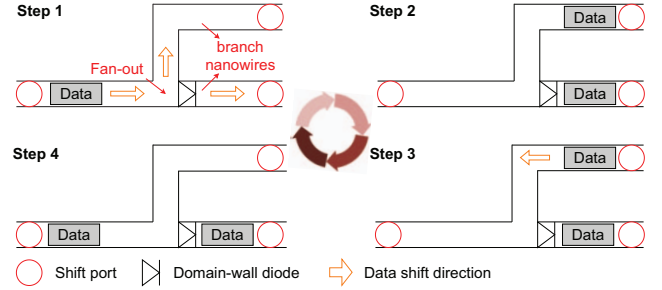 Step 1
Step 2
Data
Fan-out
branch
nanowires
Data
Data
Data
Step 4
Step 3
Data
Data
Data
Data
Shift port
Domain-wall diode
Data shift direction